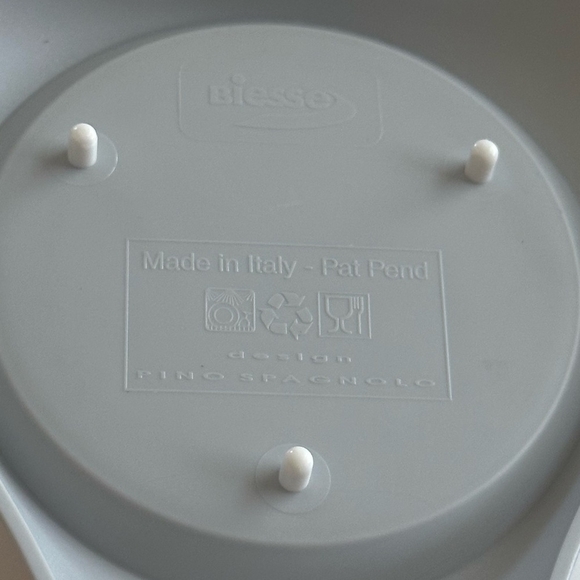 Biesse
Made in Italy - Pat Pend
design
PINO SPAGNOLO